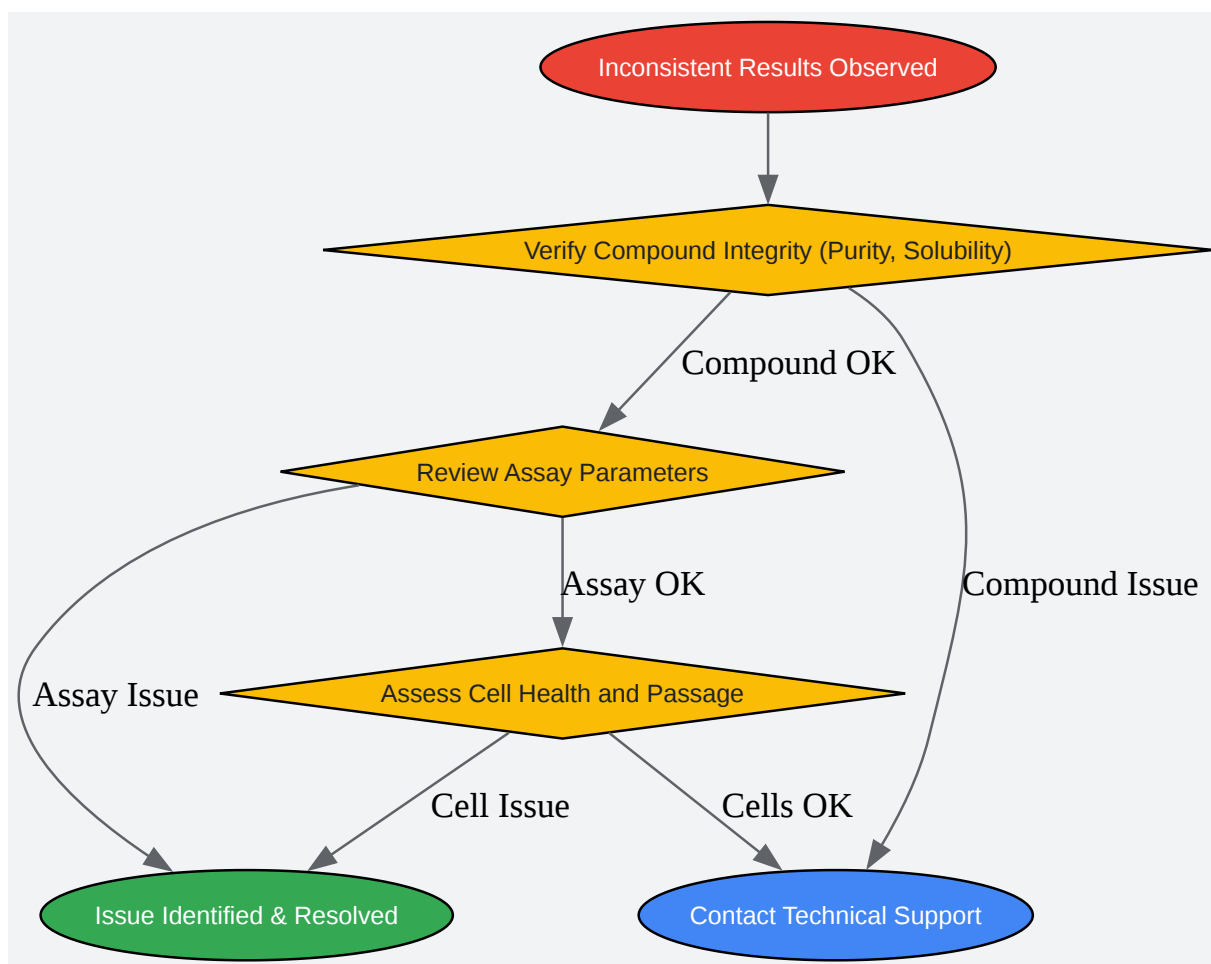 Inconsistent Results Observed
Verify Compound Integrity (Purity, Solubility)
Compound OK
Review Assay Parameters
Assay OK
Compound Issue
Assay Issue
Assess Cell Health and Passage
Cell Issue
Cells OK
Issue Identified & Resolved
Contact Technical Support